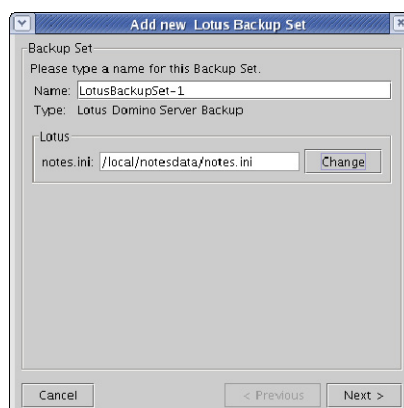 Add new Lotus Backup Set
Backup Set
Please type a name for this Backup Set.
Name: LotusBackupSet-1
Type: Lotus Domino Server Backup
Lotus
notes.ini: /local/notesdata/notes.ini Change
Cancel < Previous Next >